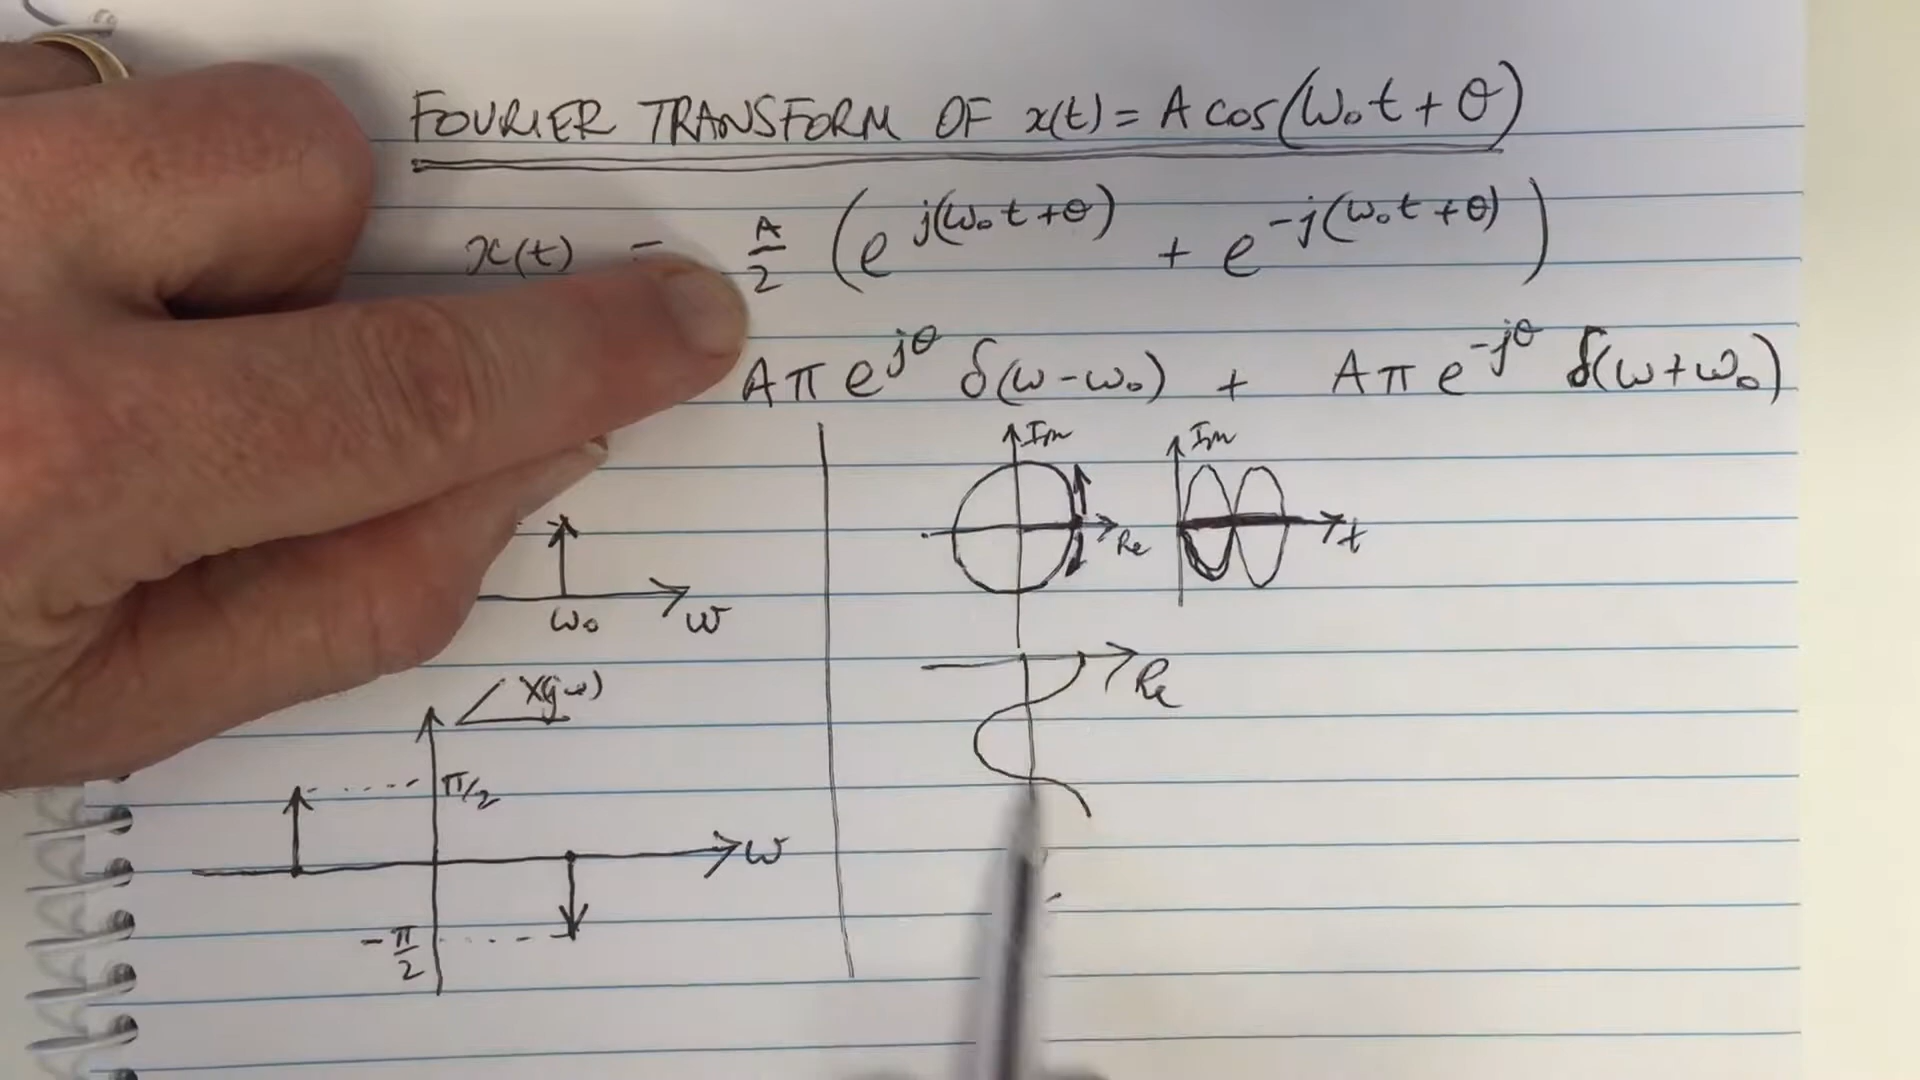 FOURIER TRANSFORM OF x(t) = A cos(ω₀t + θ)
x(t) = A/2 (e^{j(ω₀t+θ)} + e^{-j(ω₀t+θ)})
Aπ e^{jθ} δ(ω-ω₀) + Aπ e^{-jθ} δ(ω+ω₀)
Im
Im
Re
t
ω₀
ω
Re
∠X(jω)
π/2
ω
-π/2